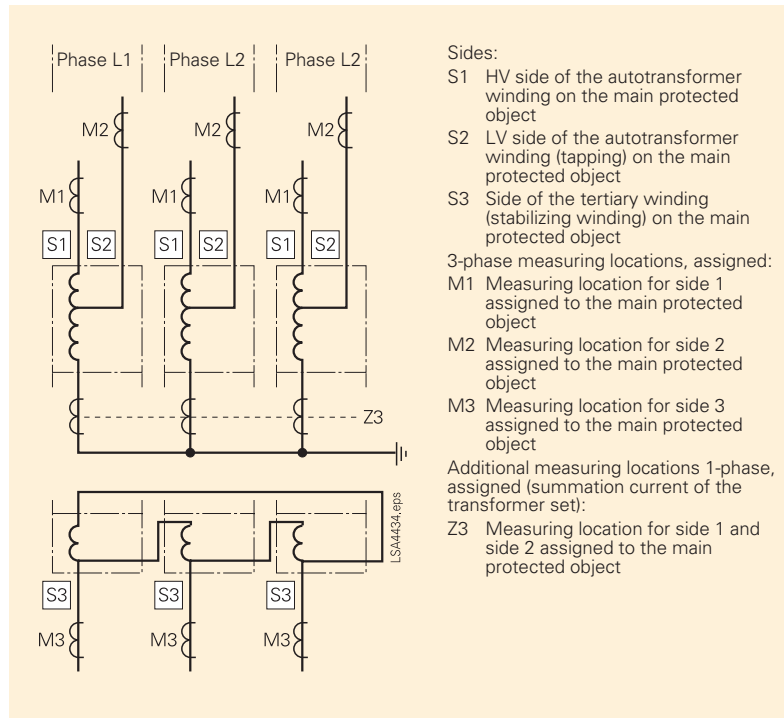 Phase L1 Phase L2 Phase L2
M2 M2 M2
M1 M1 M1
S1 S2 S1 S2 S1 S2
Z3
LSA4434.eps
S3 S3 S3
M3 M3 M3
Sides:
S1 HV side of the autotransformer
winding on the main protected
object
S2 LV side of the autotransformer
winding (tapping) on the main
protected object
S3 Side of the tertiary winding
(stabilizing winding) on the main
protected object
3-phase measuring locations, assigned:
M1 Measuring location for side 1
assigned to the main protected
object
M2 Measuring location for side 2
assigned to the main protected
object
M3 Measuring location for side 3
assigned to the main protected
object
Additional measuring locations 1-phase,
assigned (summation current of the
transformer set):
Z3 Measuring location for side 1 and
side 2 assigned to the main
protected object